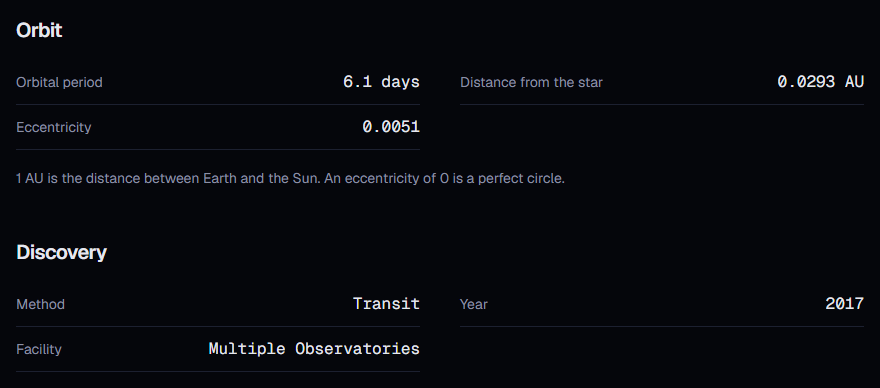 Orbit
Orbital period 6.1 days Distance from the star 0.0293 AU
Eccentricity 0.0051
1 AU is the distance between Earth and the Sun. An eccentricity of 0 is a perfect circle.
Discovery
Method Transit Year 2017
Facility Multiple Observatories